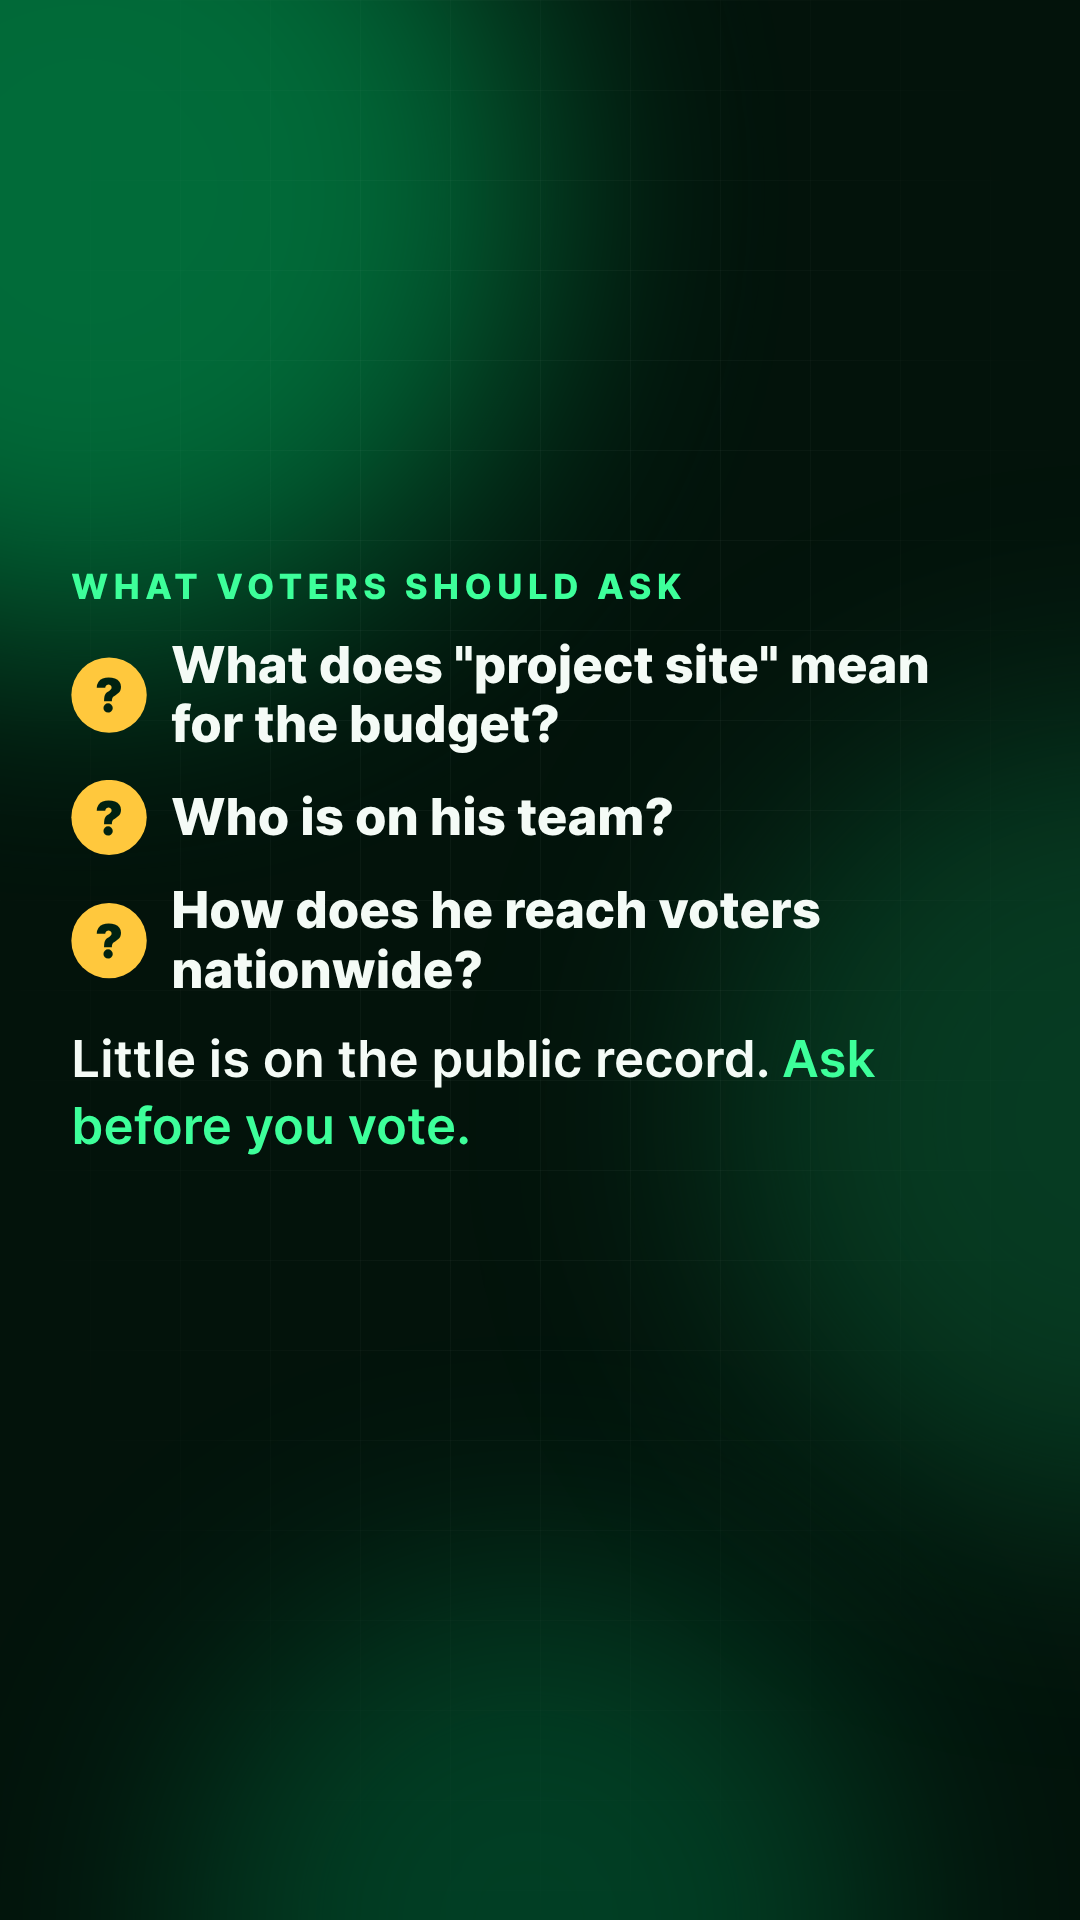 WHAT VOTERS SHOULD ASK
? What does "project site" mean
for the budget?
? Who is on his team?
? How does he reach voters
nationwide?
Little is on the public record. Ask
before you vote.